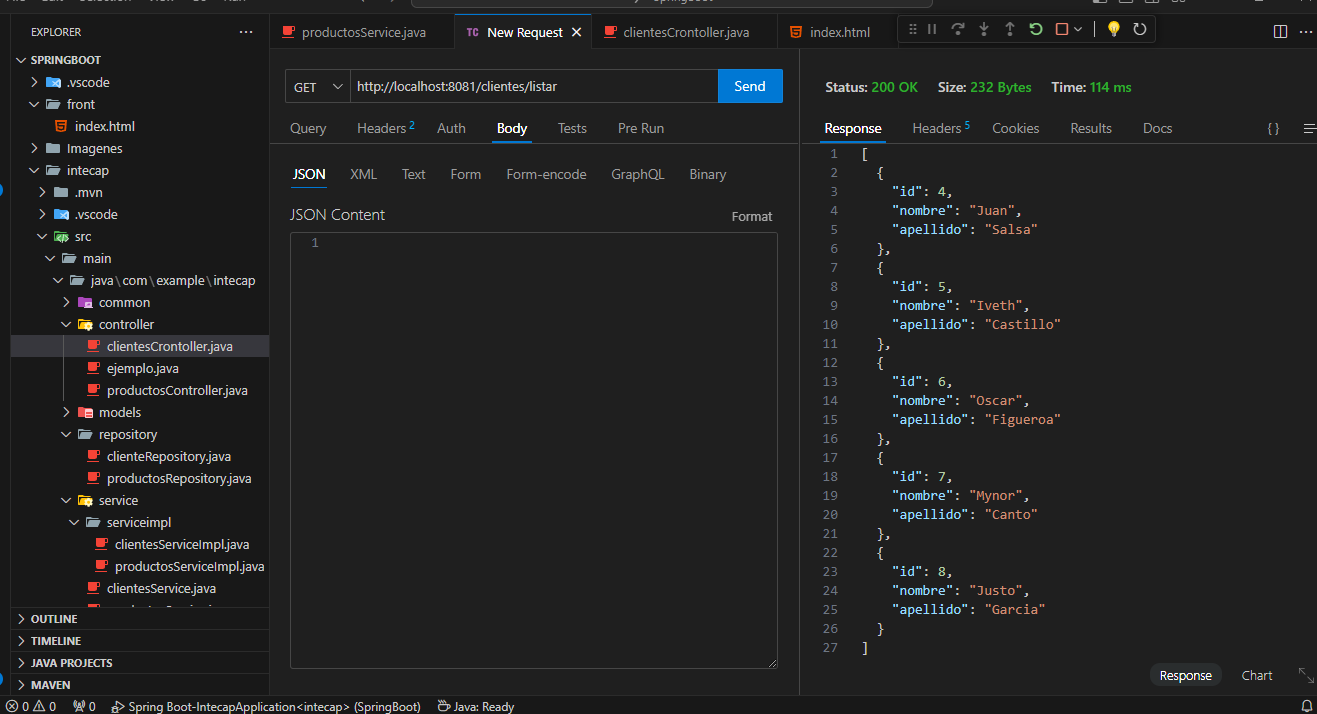 EXPLORER
SPRINGBOOT
.vscode
front
index.html
Imagenes
intecap
.mvn
.vscode
src
main
java\com\example\intecap
common
controller
clientesCrontoller.java
ejemplo.java
productosController.java
models
repository
clienteRepository.java
productosRepository.java
service
serviceimpl
clientesServiceImpl.java
productosServiceImpl.java
clientesService.java
OUTLINE
TIMELINE
JAVA PROJECTS
MAVEN
productosService.java
TC New Request
clientesCrontoller.java
index.html
GET http://localhost:8081/clientes/listar Send
Query Headers 2 Auth Body Tests Pre Run
JSON XML Text Form Form-encode GraphQL Binary
JSON Content Format
1
Status: 200 OK Size: 232 Bytes Time: 114 ms
Response Headers 5 Cookies Results Docs { }
1 [
2 {
3 "id": 4,
4 "nombre": "Juan",
5 "apellido": "Salsa"
6 },
7 {
8 "id": 5,
9 "nombre": "Iveth",
10 "apellido": "Castillo"
11 },
12 {
13 "id": 6,
14 "nombre": "Oscar",
15 "apellido": "Figueroa"
16 },
17 {
18 "id": 7,
19 "nombre": "Mynor",
20 "apellido": "Canto"
21 },
22 {
23 "id": 8,
24 "nombre": "Justo",
25 "apellido": "Garcia"
26 }
27 ]
Response Chart
0 0 0 Spring Boot-IntecapApplication<intecap> (SpringBoot) Java: Ready